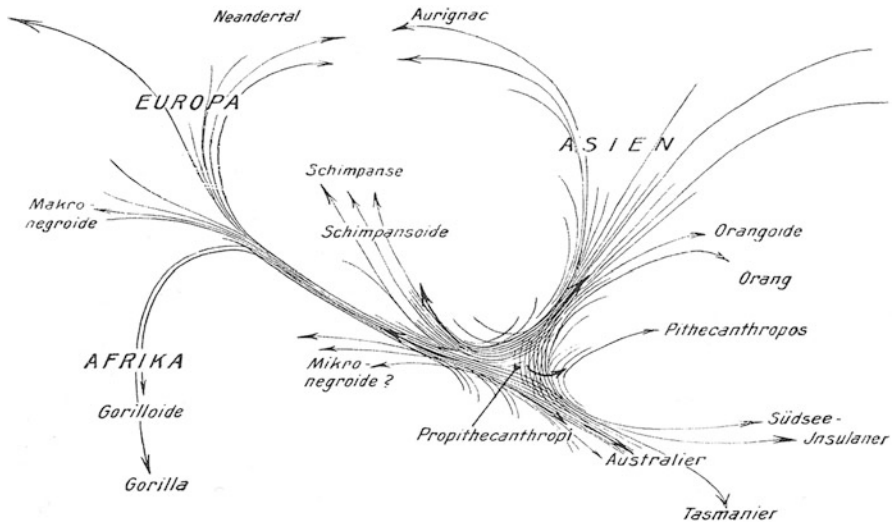 Neandertal
Aurignac
EUROPA
ASIEN
Schimpanse
Makro-
negroide
Schimpansoide
Orangoide
Orang
Pithecanthropos
AFRIKA
Mikro-
negroide ?
Gorilloide
Propithecanthropi
Südsee-
Jnsulaner
Australier
Gorilla
Tasmanier